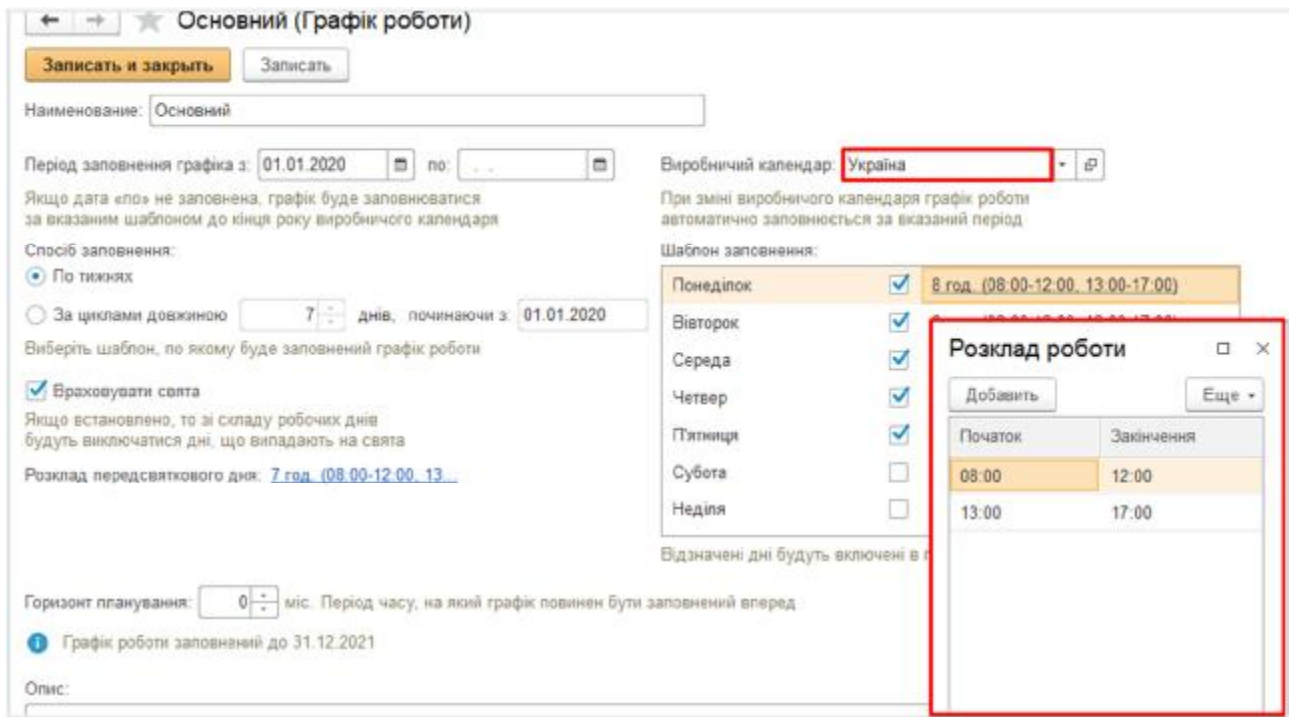 Основний (Графік роботи)
Записать и закрыть
Записать
Наименование: Основний
Період заповнення графіка з: 01.01.2020 по: . .
Якщо дата «по» не заповнена, графік буде заповнюватися
за вказаним шаблоном до кінця року виробничого календаря
Спосіб заповнення:
По тижнях
За циклами довжиною 7 днів, починаючи з: 01.01.2020
Виберіть шаблон, по якому буде заповнений графік роботи
Враховувати свята
Якщо встановлено, то зі складу робочих днів
будуть виключатися дні, що випадають на свята
Розклад передсвяткового дня: 7 год. (08:00-12:00, 13...
Виробничий календар: Україна
При зміні виробничого календаря графік роботи
автоматично заповнюється за вказаний період
Шаблон заповнення:
Понеділок 8 год. (08:00-12:00, 13:00-17:00)
Вівторок
Середа
Четвер
П'ятниця
Субота
Неділя
Відзначені дні будуть включені в
Розклад роботи
Добавить Еще
Початок Закінчення
08:00 12:00
13:00 17:00
Горизонт планування: 0 міс. Період часу, на який графік повинен бути заповнений вперед
Графік роботи заповнений до 31.12.2021
Опис: